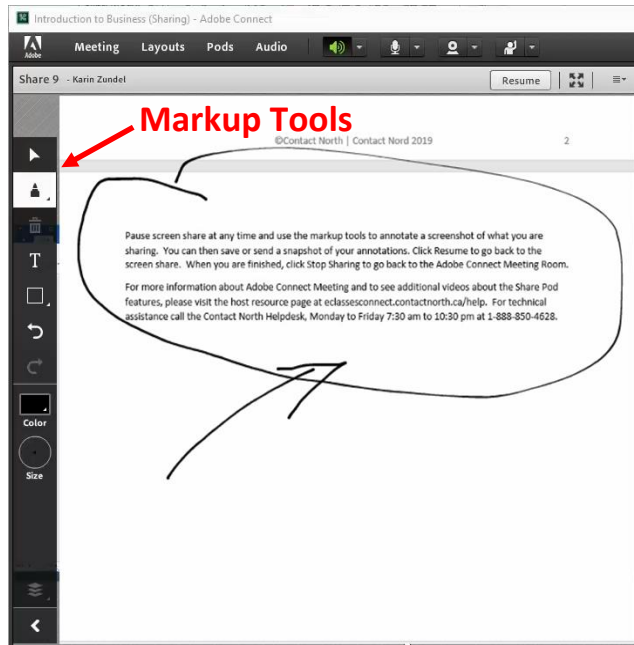 Introduction to Business (Sharing) - Adobe Connect
Adobe
Meeting Layouts Pods Audio
Share 9 - Karin Zundel
Resume
Markup Tools
©Contact North | Contact Nord 2019 2
Pause screen share at any time and use the markup tools to annotate a screenshot of what you are
sharing. You can then save or send a snapshot of your annotations. Click Resume to go back to the
screen share. When you are finished, click Stop Sharing to go back to the Adobe Connect Meeting Room.
For more information about Adobe Connect Meeting and to see additional videos about the Share Pod
features, please visit the host resource page at eclassesconnect.contactnorth.ca/help. For technical
assistance call the Contact North Helpdesk, Monday to Friday 7:30 am to 10:30 pm at 1-888-850-4628.
T
Color
Size